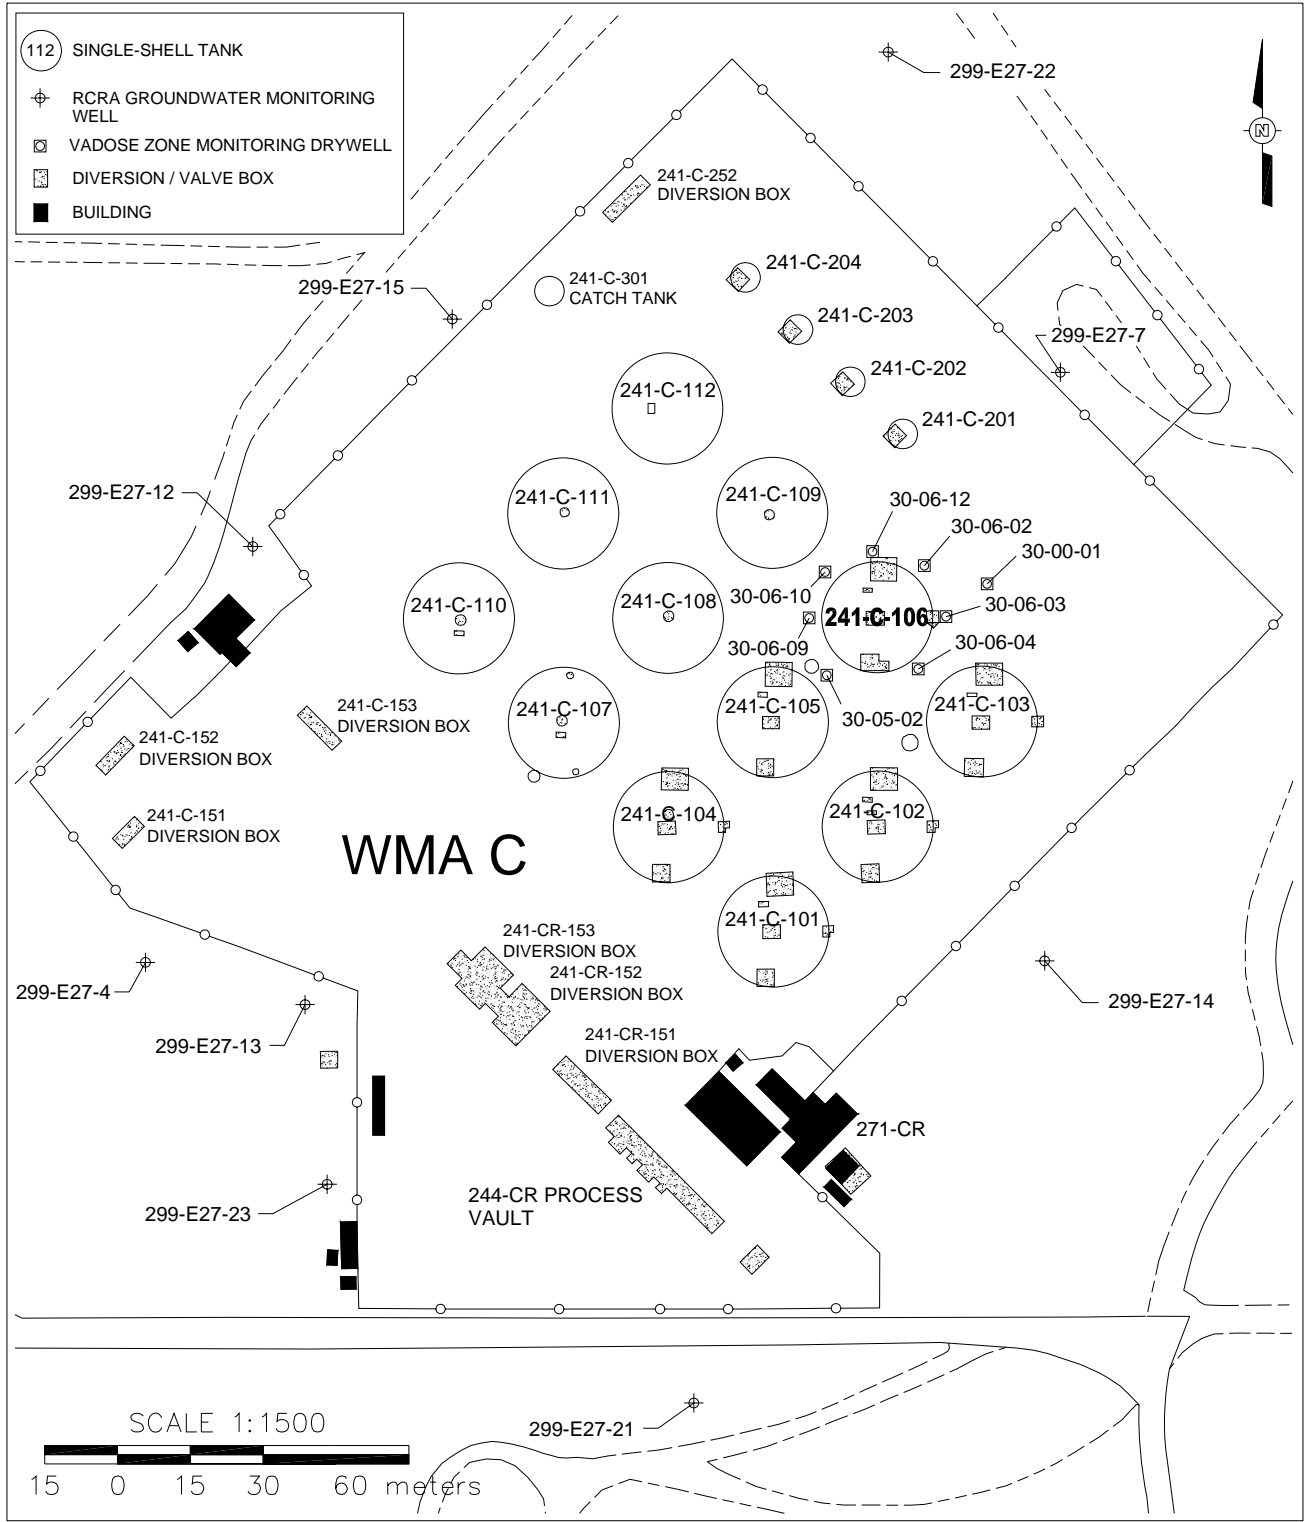 112 SINGLE-SHELL TANK
RCRA GROUNDWATER MONITORING
WELL
VADOSE ZONE MONITORING DRYWELL
DIVERSION / VALVE BOX
BUILDING
299-E27-22
N
241-C-252
DIVERSION BOX
241-C-204
241-C-301
CATCH TANK
299-E27-15
241-C-203
299-E27-7
241-C-202
241-C-112
241-C-201
299-E27-12
241-C-111
241-C-109
30-06-12
30-06-02
30-00-01
30-06-10
241-C-110
241-C-108
241-C-106
30-06-03
30-06-09
30-06-04
241-C-153
DIVERSION BOX
241-C-107
241-C-105
30-05-02
241-C-103
241-C-152
DIVERSION BOX
241-C-151
DIVERSION BOX
241-C-104
241-C-102
WMA C
241-C-101
241-CR-153
DIVERSION BOX
241-CR-152
DIVERSION BOX
299-E27-4
299-E27-14
299-E27-13
241-CR-151
DIVERSION BOX
271-CR
244-CR PROCESS
VAULT
299-E27-23
SCALE 1:1500
299-E27-21
15 0 15 30 60 meters